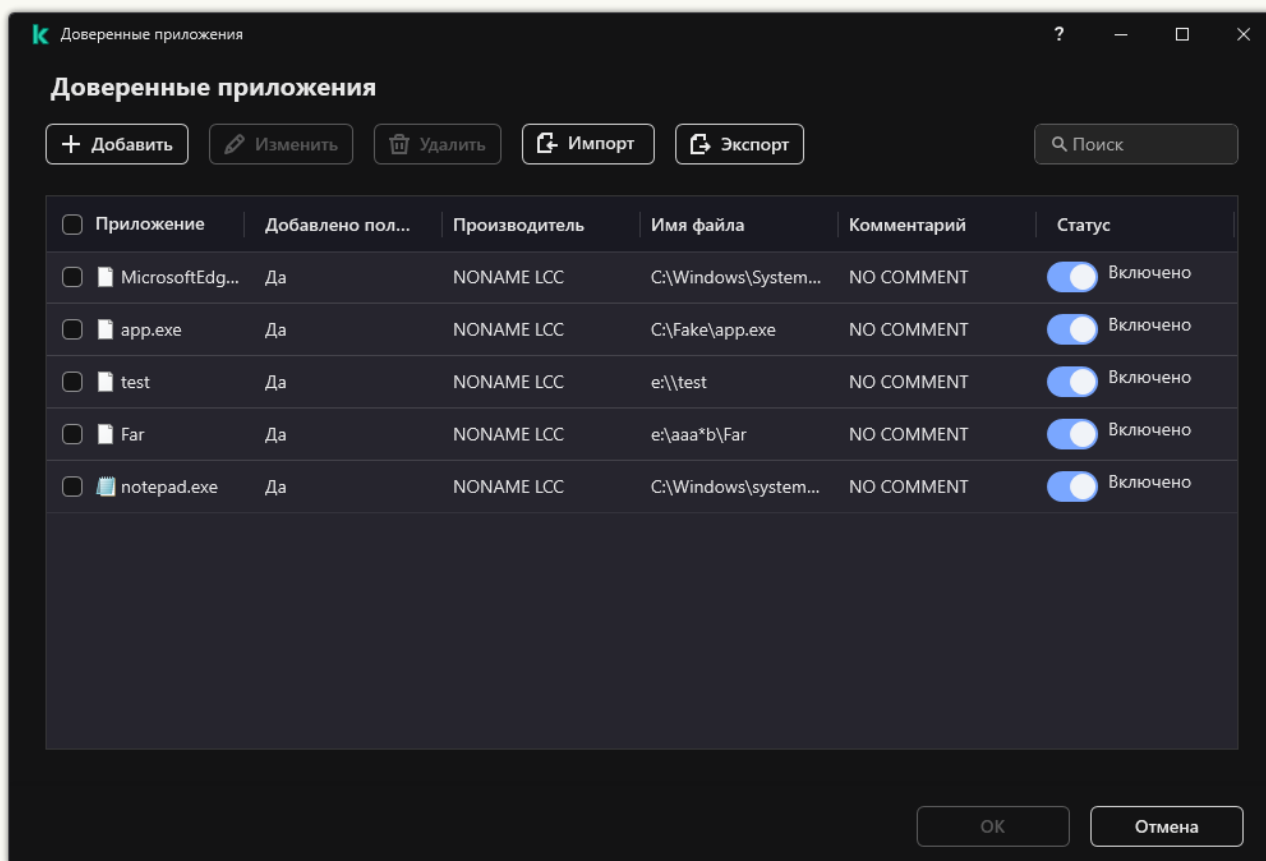 Доверенные приложения ?
Доверенные приложения
Добавить Изменить Удалить Импорт Экспорт Поиск
Приложение Добавлено пол... Производитель Имя файла Комментарий Статус
MicrosoftEdg... Да NONAME LCC C:\Windows\System... NO COMMENT Включено
app.exe Да NONAME LCC C:\Fake\app.exe NO COMMENT Включено
test Да NONAME LCC e:\\test NO COMMENT Включено
Far Да NONAME LCC e:\aaa*b\Far NO COMMENT Включено
notepad.exe Да NONAME LCC C:\Windows\system... NO COMMENT Включено
ОК Отмена